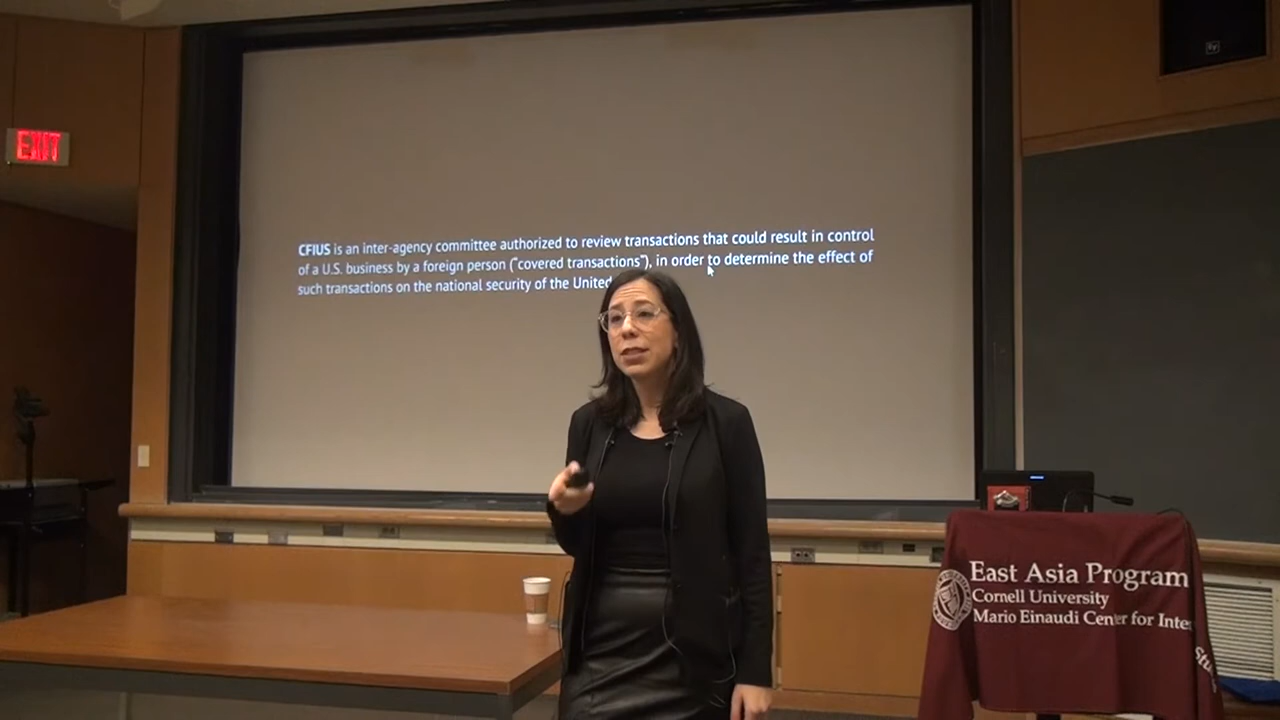 EXIT
CFIUS is an inter-agency committee authorized to review transactions that could result in control
of a U.S. business by a foreign person ("covered transactions"), in order to determine the effect of
such transactions on the national security of the United
East Asia Program
Cornell University
Mario Einaudi Center for Inter
Stu